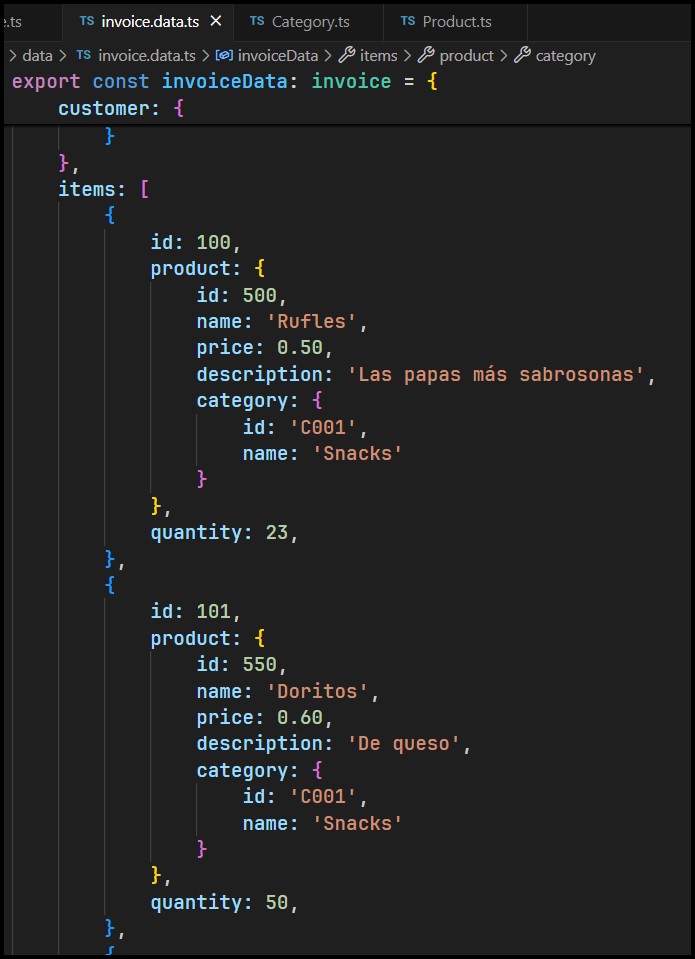 e.ts TS invoice.data.ts × TS Category.ts TS Product.ts
> data > TS invoice.data.ts > invoiceData > items > product > category
export const invoiceData: invoice = {
    customer: {
        }
    },
    items: [
        {
            id: 100,
            product: {
                id: 500,
                name: 'Rufles',
                price: 0.50,
                description: 'Las papas más sabrosonas',
                category: {
                    id: 'C001',
                    name: 'Snacks'
                }
            },
            quantity: 23,
        },
        {
            id: 101,
            product: {
                id: 550,
                name: 'Doritos',
                price: 0.60,
                description: 'De queso',
                category: {
                    id: 'C001',
                    name: 'Snacks'
                }
            },
            quantity: 50,
        },
        {